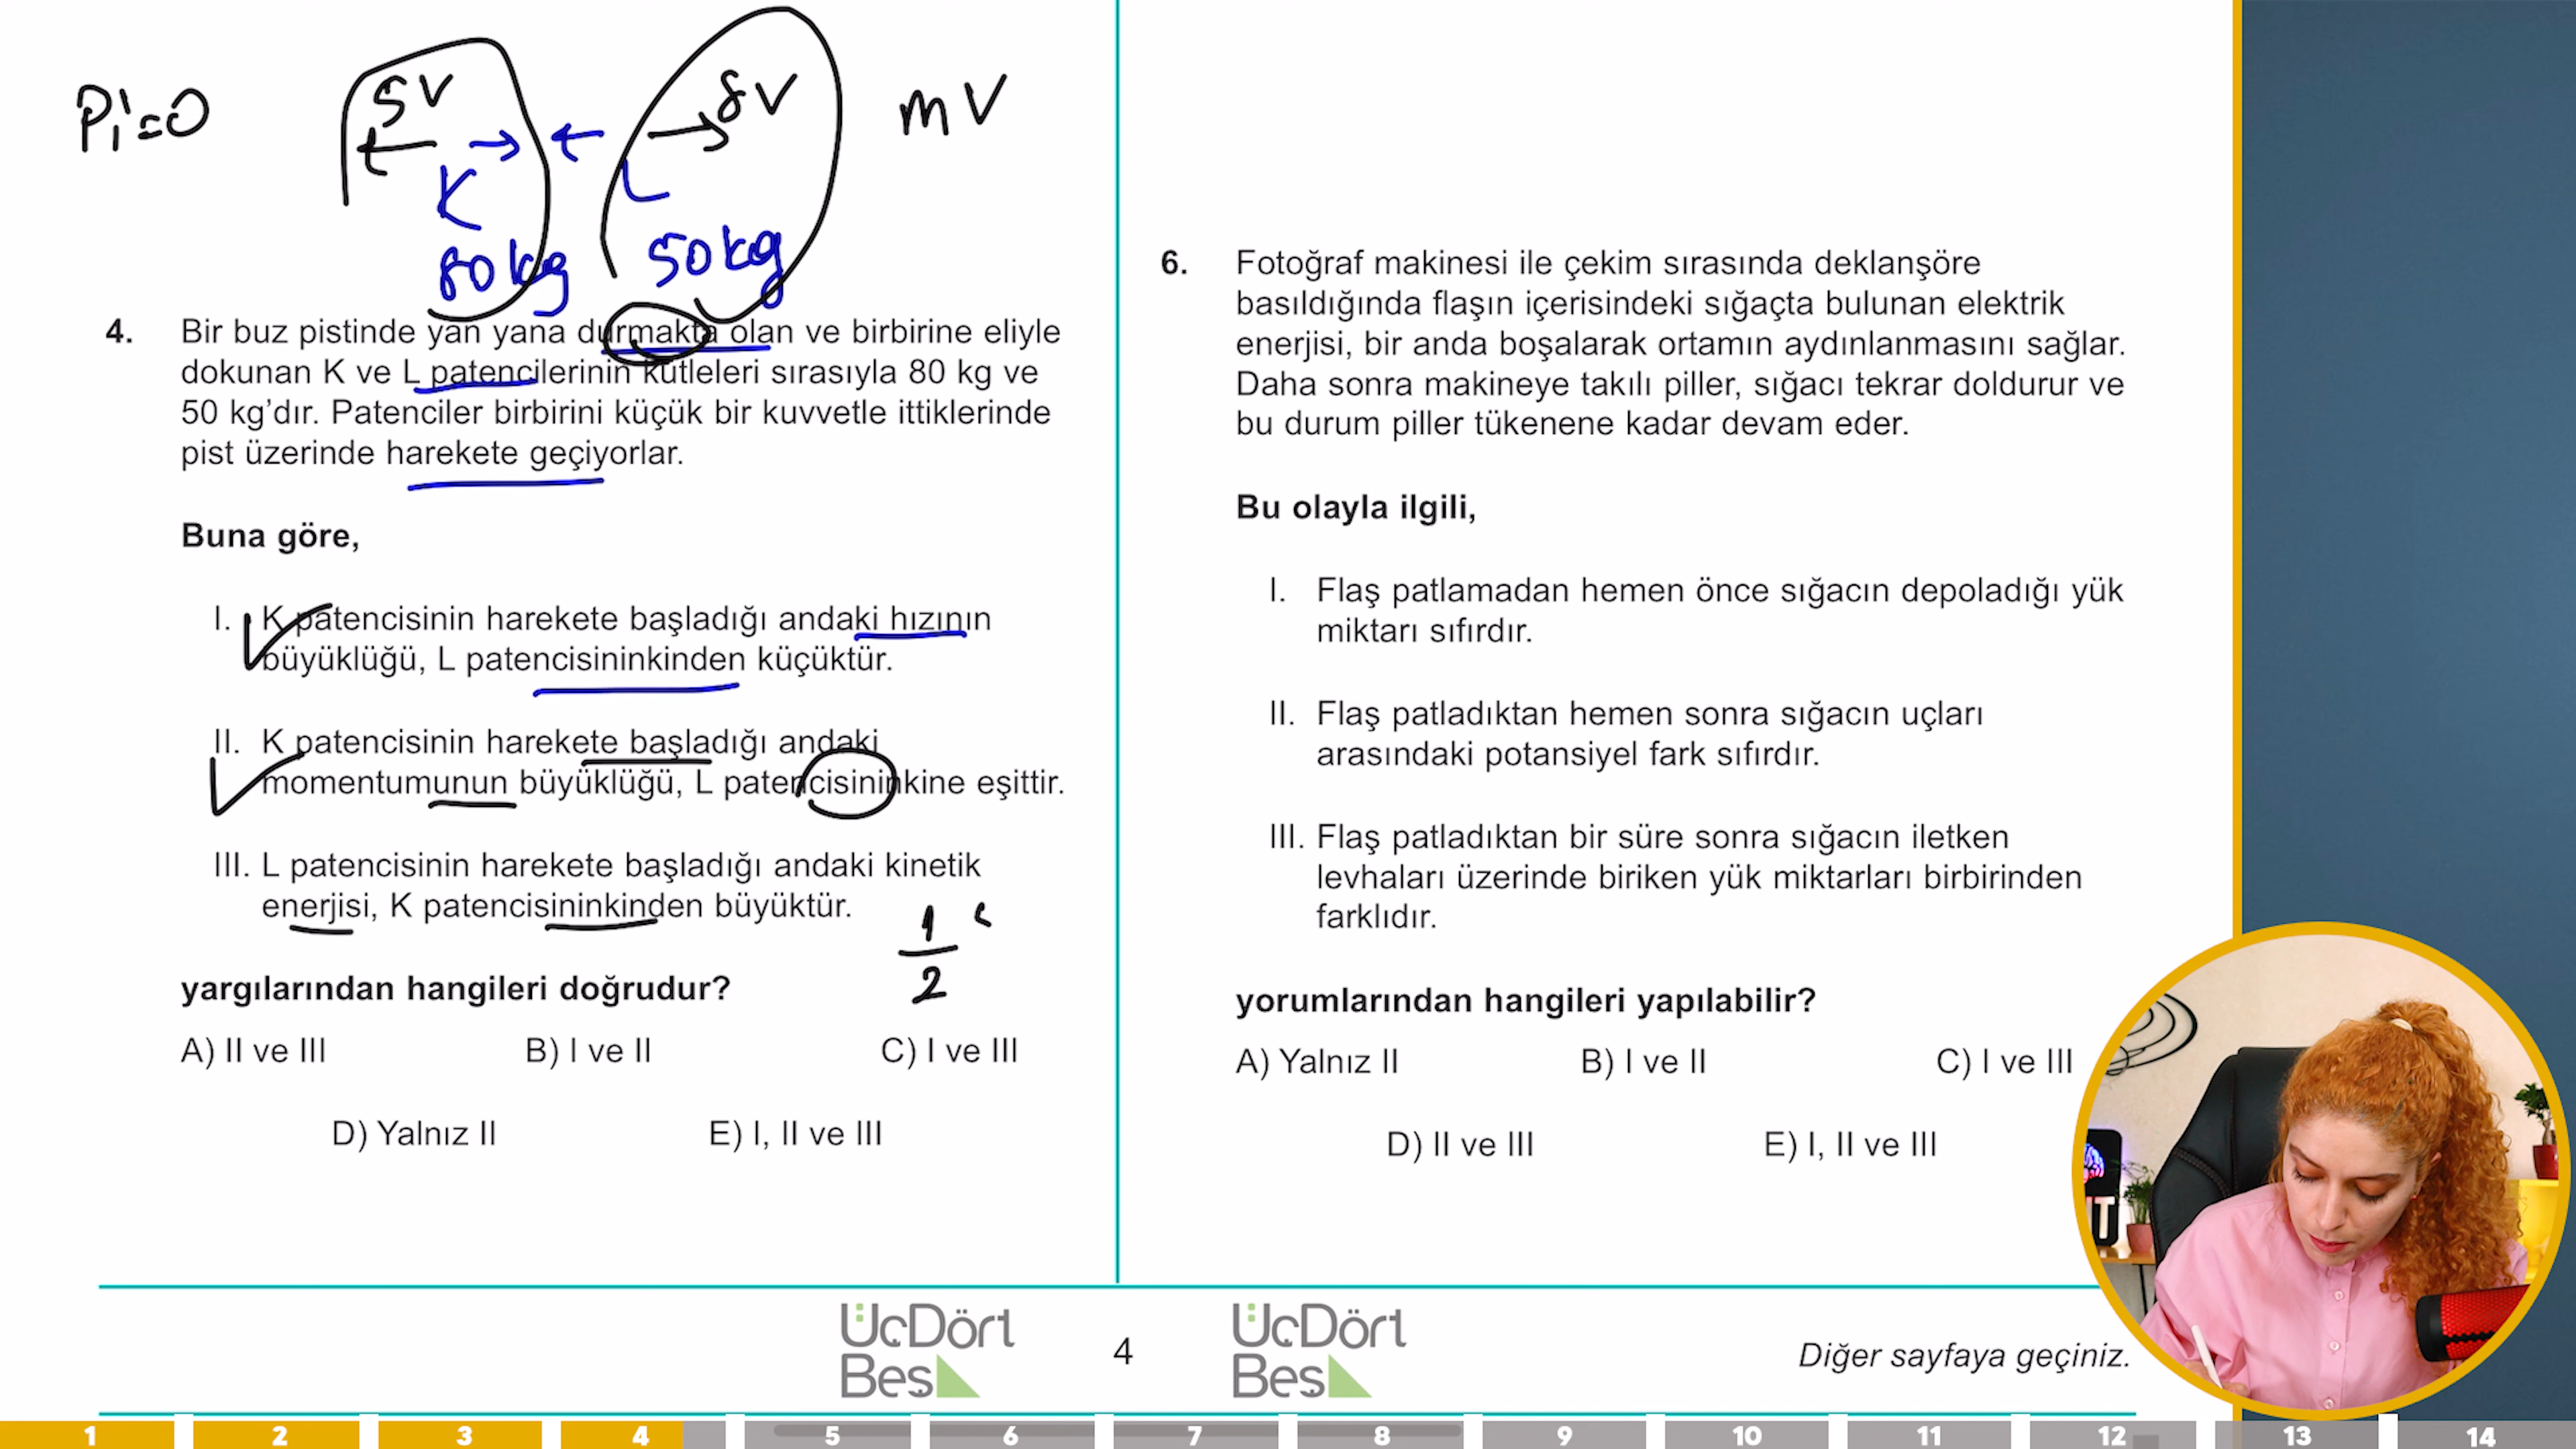 Pi=0
5V
8V
mV
K
L
80kg
50kg
4. Bir buz pistinde yan yana durmakta olan ve birbirine eliyle
dokunan K ve L patencilerinin kütleleri sırasıyla 80 kg ve
50 kg'dır. Patenciler birbirini küçük bir kuvvetle ittiklerinde
pist üzerinde harekete geçiyorlar.
Buna göre,
I. K patencisinin harekete başladığı andaki hızının
büyüklüğü, L patencisininkinden küçüktür.
II. K patencisinin harekete başladığı andaki
momentumunun büyüklüğü, L patencisininkine eşittir.
III. L patencisinin harekete başladığı andaki kinetik
enerjisi, K patencisininkinden büyüktür.
1
2
yargılarından hangileri doğrudur?
A) II ve III B) I ve II C) I ve III
D) Yalnız II E) I, II ve III
6. Fotoğraf makinesi ile çekim sırasında deklanşöre
basıldığında flaşın içerisindeki sığaçta bulunan elektrik
enerjisi, bir anda boşalarak ortamın aydınlanmasını sağlar.
Daha sonra makineye takılı piller, sığacı tekrar doldurur ve
bu durum piller tükenene kadar devam eder.
Bu olayla ilgili,
I. Flaş patlamadan hemen önce sığacın depoladığı yük
miktarı sıfırdır.
II. Flaş patladıktan hemen sonra sığacın uçları
arasındaki potansiyel fark sıfırdır.
III. Flaş patladıktan bir süre sonra sığacın iletken
levhaları üzerinde biriken yük miktarları birbirinden
farklıdır.
yorumlarından hangileri yapılabilir?
A) Yalnız II B) I ve II C) I ve III
D) II ve III E) I, II ve III
ÜçDört
Beş
4
ÜçDört
Beş
Diğer sayfaya geçiniz.
1 2 3 4 5 6 7 8 9 10 11 12 13 14